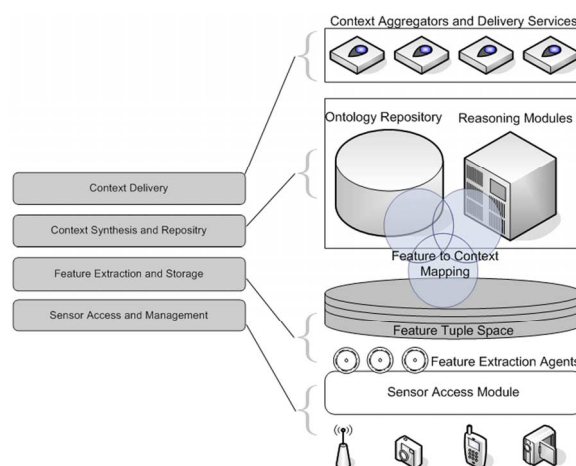 Context Aggregators and Delivery Services
Ontology Repository
Reasoning Modules
Context Delivery
Context Synthesis and Repositry
Feature Extraction and Storage
Sensor Access and Management
Feature to Context
Mapping
Feature Tuple Space
Feature Extraction Agents
Sensor Access Module